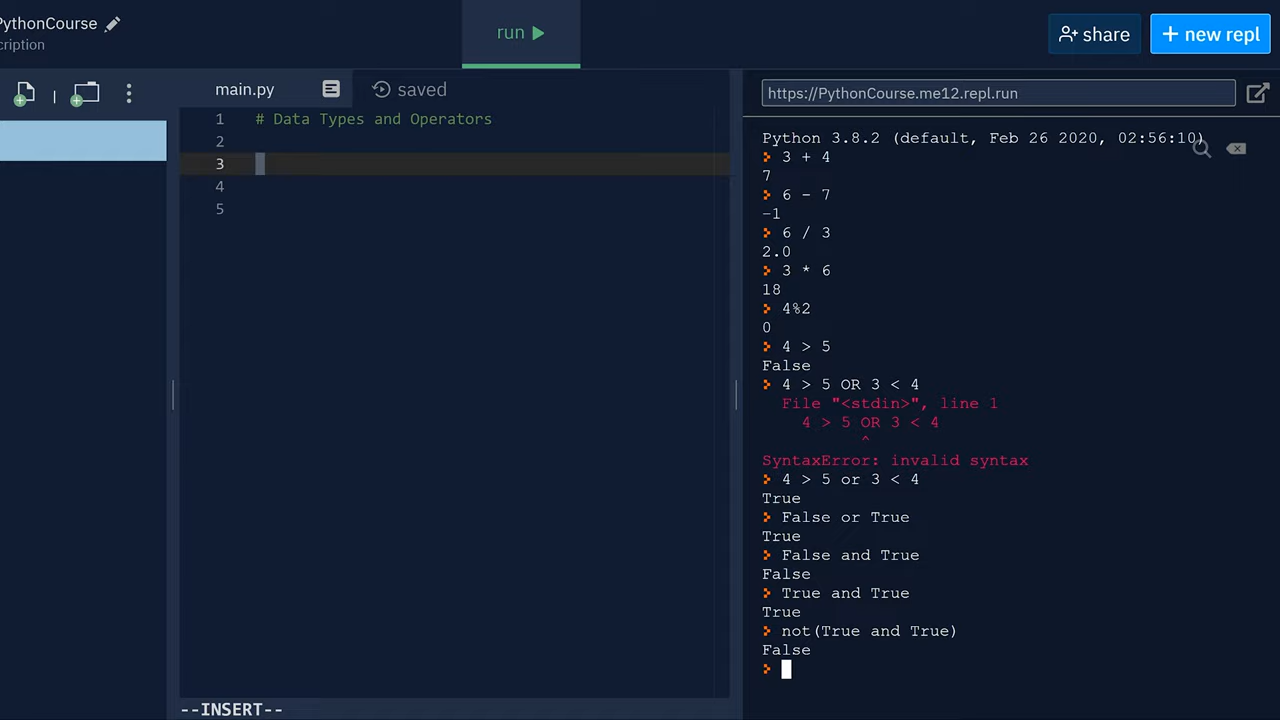 PythonCourse
cription
run
share
+ new repl
main.py
saved
1 # Data Types and Operators
2
3
4
5
--INSERT--
https://PythonCourse.me12.repl.run
Python 3.8.2 (default, Feb 26 2020, 02:56:10)
3 + 4
7
6 - 7
-1
6 / 3
2.0
3 * 6
18
4%2
0
4 > 5
False
4 > 5 OR 3 < 4
File "<stdin>", line 1
4 > 5 OR 3 < 4
^
SyntaxError: invalid syntax
4 > 5 or 3 < 4
True
False or True
True
False and True
False
True and True
True
not(True and True)
False